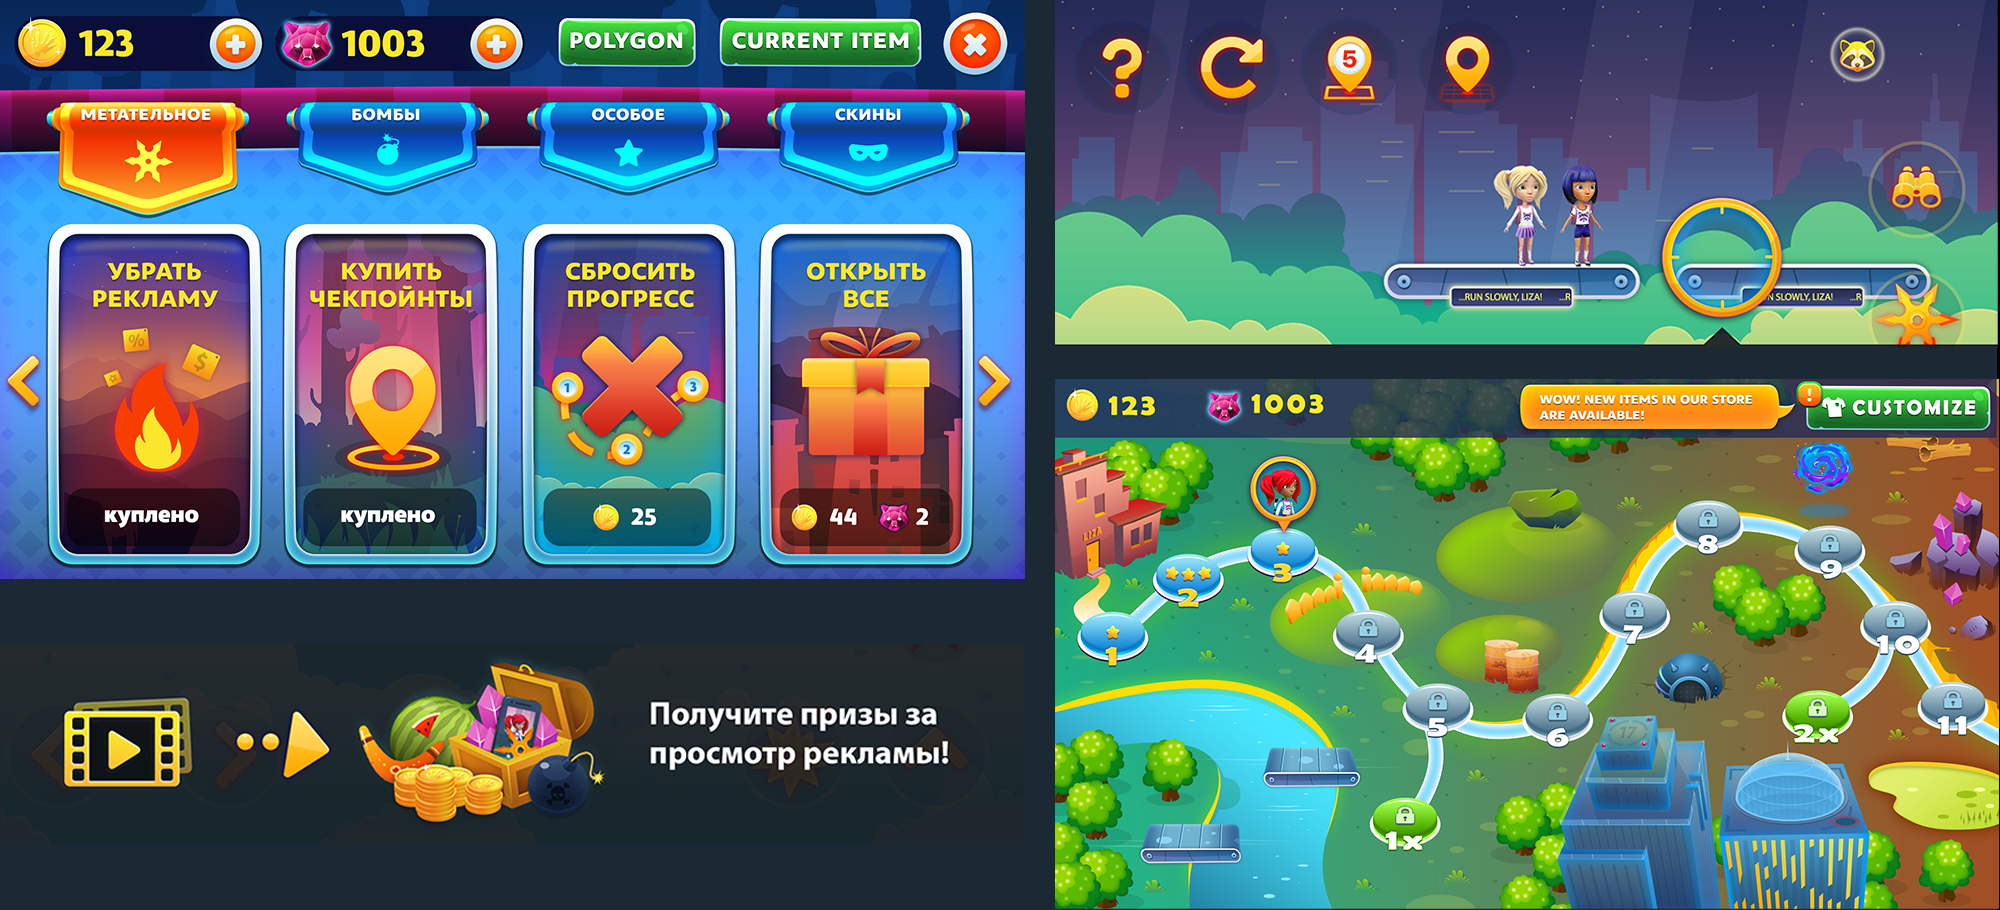 123
1003
POLYGON
CURRENT ITEM
МЕТАТЕЛЬНОЕ
БОМБЫ
ОСОБОЕ
СКИНЫ
УБРАТЬ
РЕКЛАМУ
%
$
куплено
КУПИТЬ
ЧЕКПОЙНТЫ
куплено
СБРОСИТЬ
ПРОГРЕСС
1
3
2
25
ОТКРЫТЬ
ВСЕ
44
2
Получите призы за
просмотр рекламы!
?
5
...RUN SLOWLY, LIZA! ...R
N SLOWLY, LIZA! ...R
123
1003
WOW! NEW ITEMS IN OUR STORE
ARE AVAILABLE!
!
CUSTOMIZE
LIZA
1
2
3
4
5
6
7
8
9
10
11
1x
2x
17